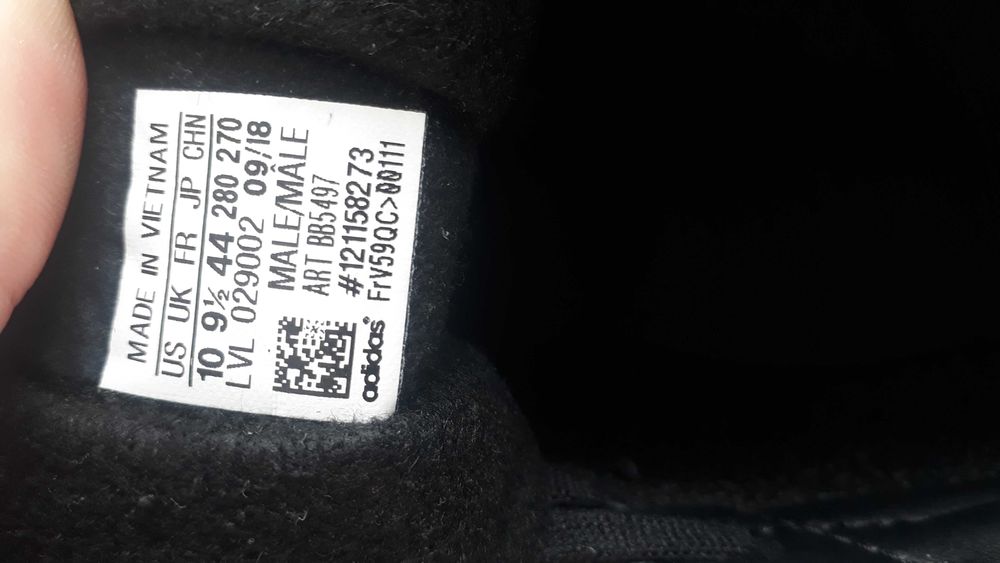 MADE IN VIETNAM
US UK FR JP CHN
10 9½ 44 280 270
LVL 029002 09/18
MALE/MÂLE
ART BB5497
#121158273
FrV59QC>00111
adidas®